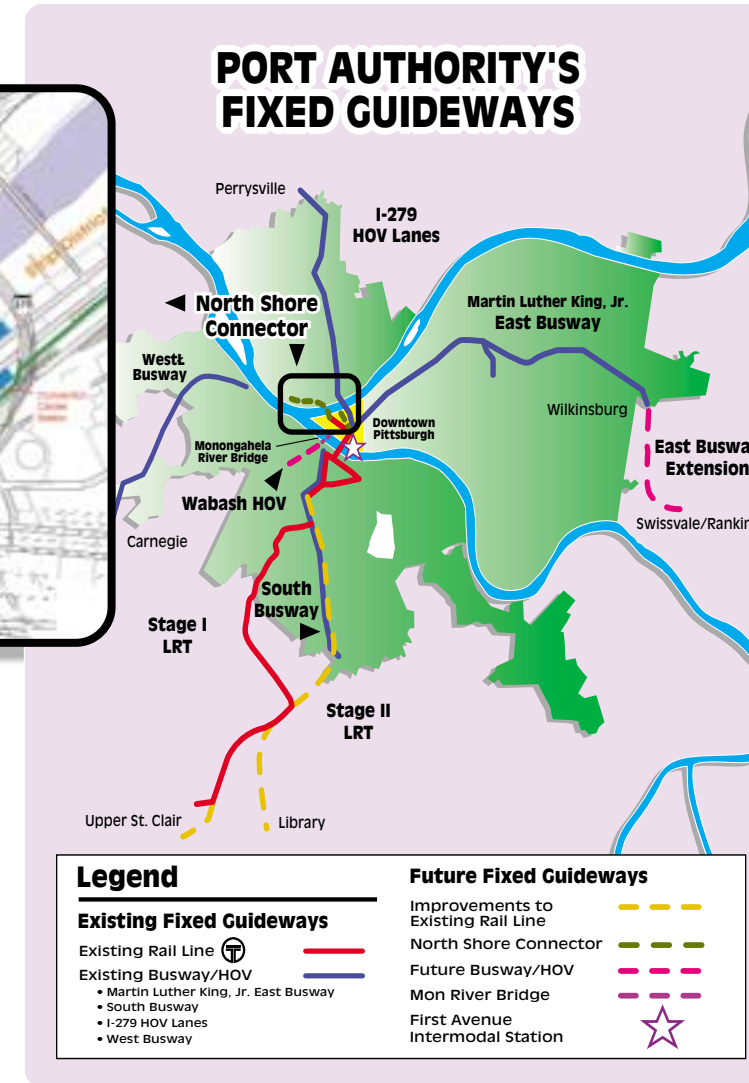 PORT AUTHORITY'S
FIXED GUIDEWAYS
Perrysville
I-279
HOV Lanes
North Shore
Connector
Martin Luther King, Jr.
East Busway
West
Busway
Wilkinsburg
Downtown
Pittsburgh
Monongahela
River Bridge
East Buswa
Extension
Wabash HOV
Swissvale/Rankin
Carnegie
South
Busway
Stage I
LRT
Stage II
LRT
Upper St. Clair
Library
Legend
Existing Fixed Guideways
Existing Rail Line T
Existing Busway/HOV
• Martin Luther King, Jr. East Busway
• South Busway
• I-279 HOV Lanes
• West Busway
Future Fixed Guideways
Improvements to
Existing Rail Line
North Shore Connector
Future Busway/HOV
Mon River Bridge
First Avenue
Intermodal Station